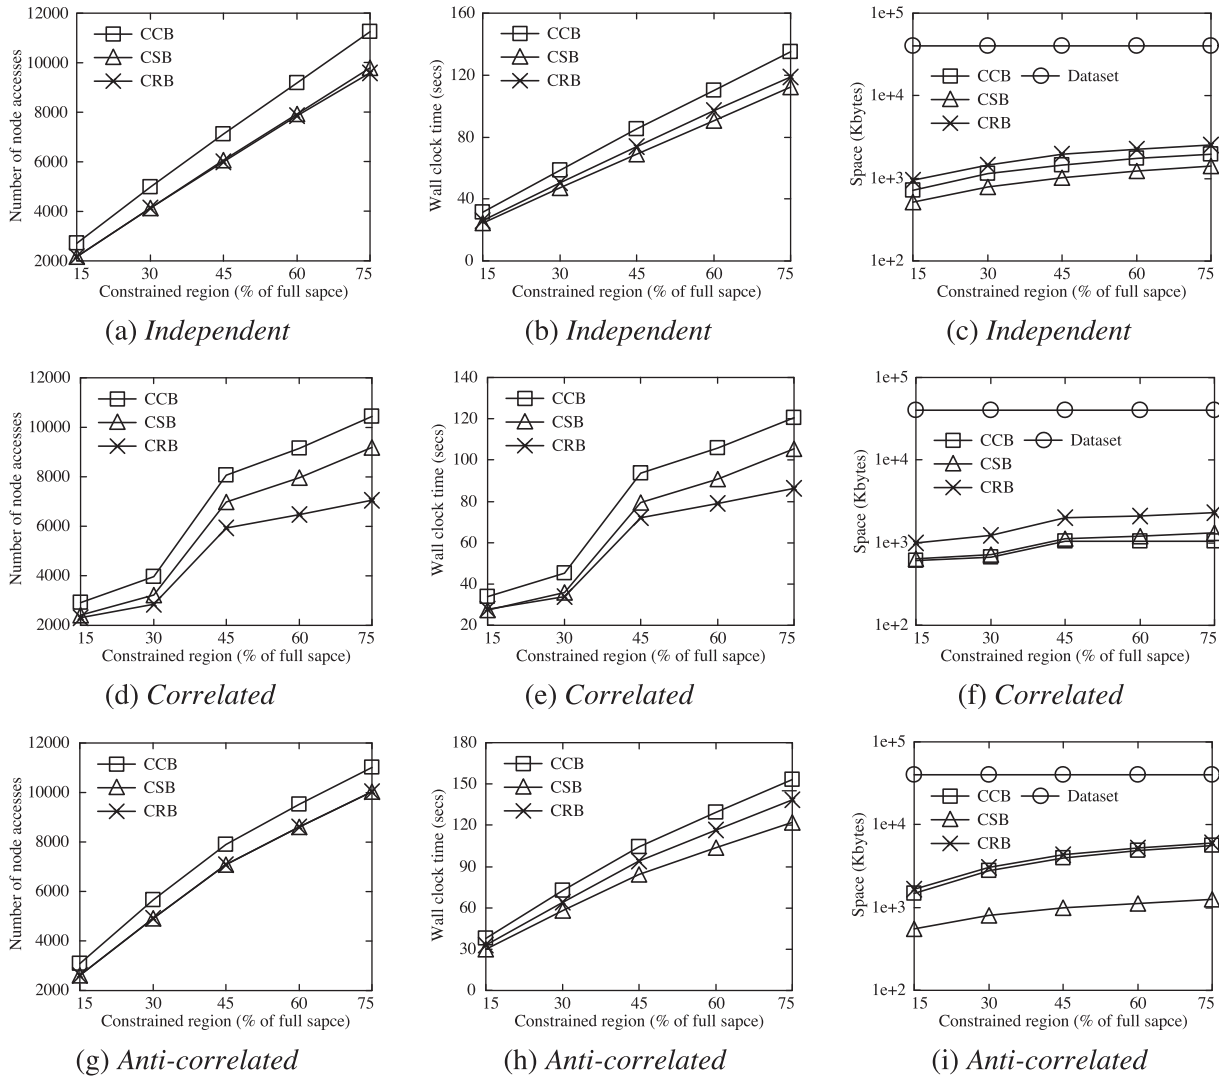 12000
10000
8000
6000
4000
2000
Number of node accesses
CCB
CSB
CRB
15 30 45 60 75
Constrained region (% of full sapce)
(a) Independent
160
120
80
40
0
Wall clock time (secs)
CCB
CSB
CRB
15 30 45 60 75
Constrained region (% of full sapce)
(b) Independent
1e+5
1e+4
1e+3
1e+2
Space (Kbytes)
CCB Dataset
CSB
CRB
15 30 45 60 75
Constrained region (% of full sapce)
(c) Independent
12000
10000
8000
6000
4000
2000
Number of node accesses
CCB
CSB
CRB
15 30 45 60 75
Constrained region (% of full sapce)
(d) Correlated
140
120
100
80
60
40
20
Wall clock time (secs)
CCB
CSB
CRB
15 30 45 60 75
Constrained region (% of full sapce)
(e) Correlated
1e+5
1e+4
1e+3
1e+2
Space (Kbytes)
CCB Dataset
CSB
CRB
15 30 45 60 75
Constrained region (% of full sapce)
(f) Correlated
12000
10000
8000
6000
4000
2000
Number of node accesses
CCB
CSB
CRB
15 30 45 60 75
Constrained region (% of full sapce)
(g) Anti-correlated
180
150
120
90
60
30
0
Wall clock time (secs)
CCB
CSB
CRB
15 30 45 60 75
Constrained region (% of full sapce)
(h) Anti-correlated
1e+5
1e+4
1e+3
1e+2
Space (Kbytes)
CCB Dataset
CSB
CRB
15 30 45 60 75
Constrained region (% of full sapce)
(i) Anti-correlated